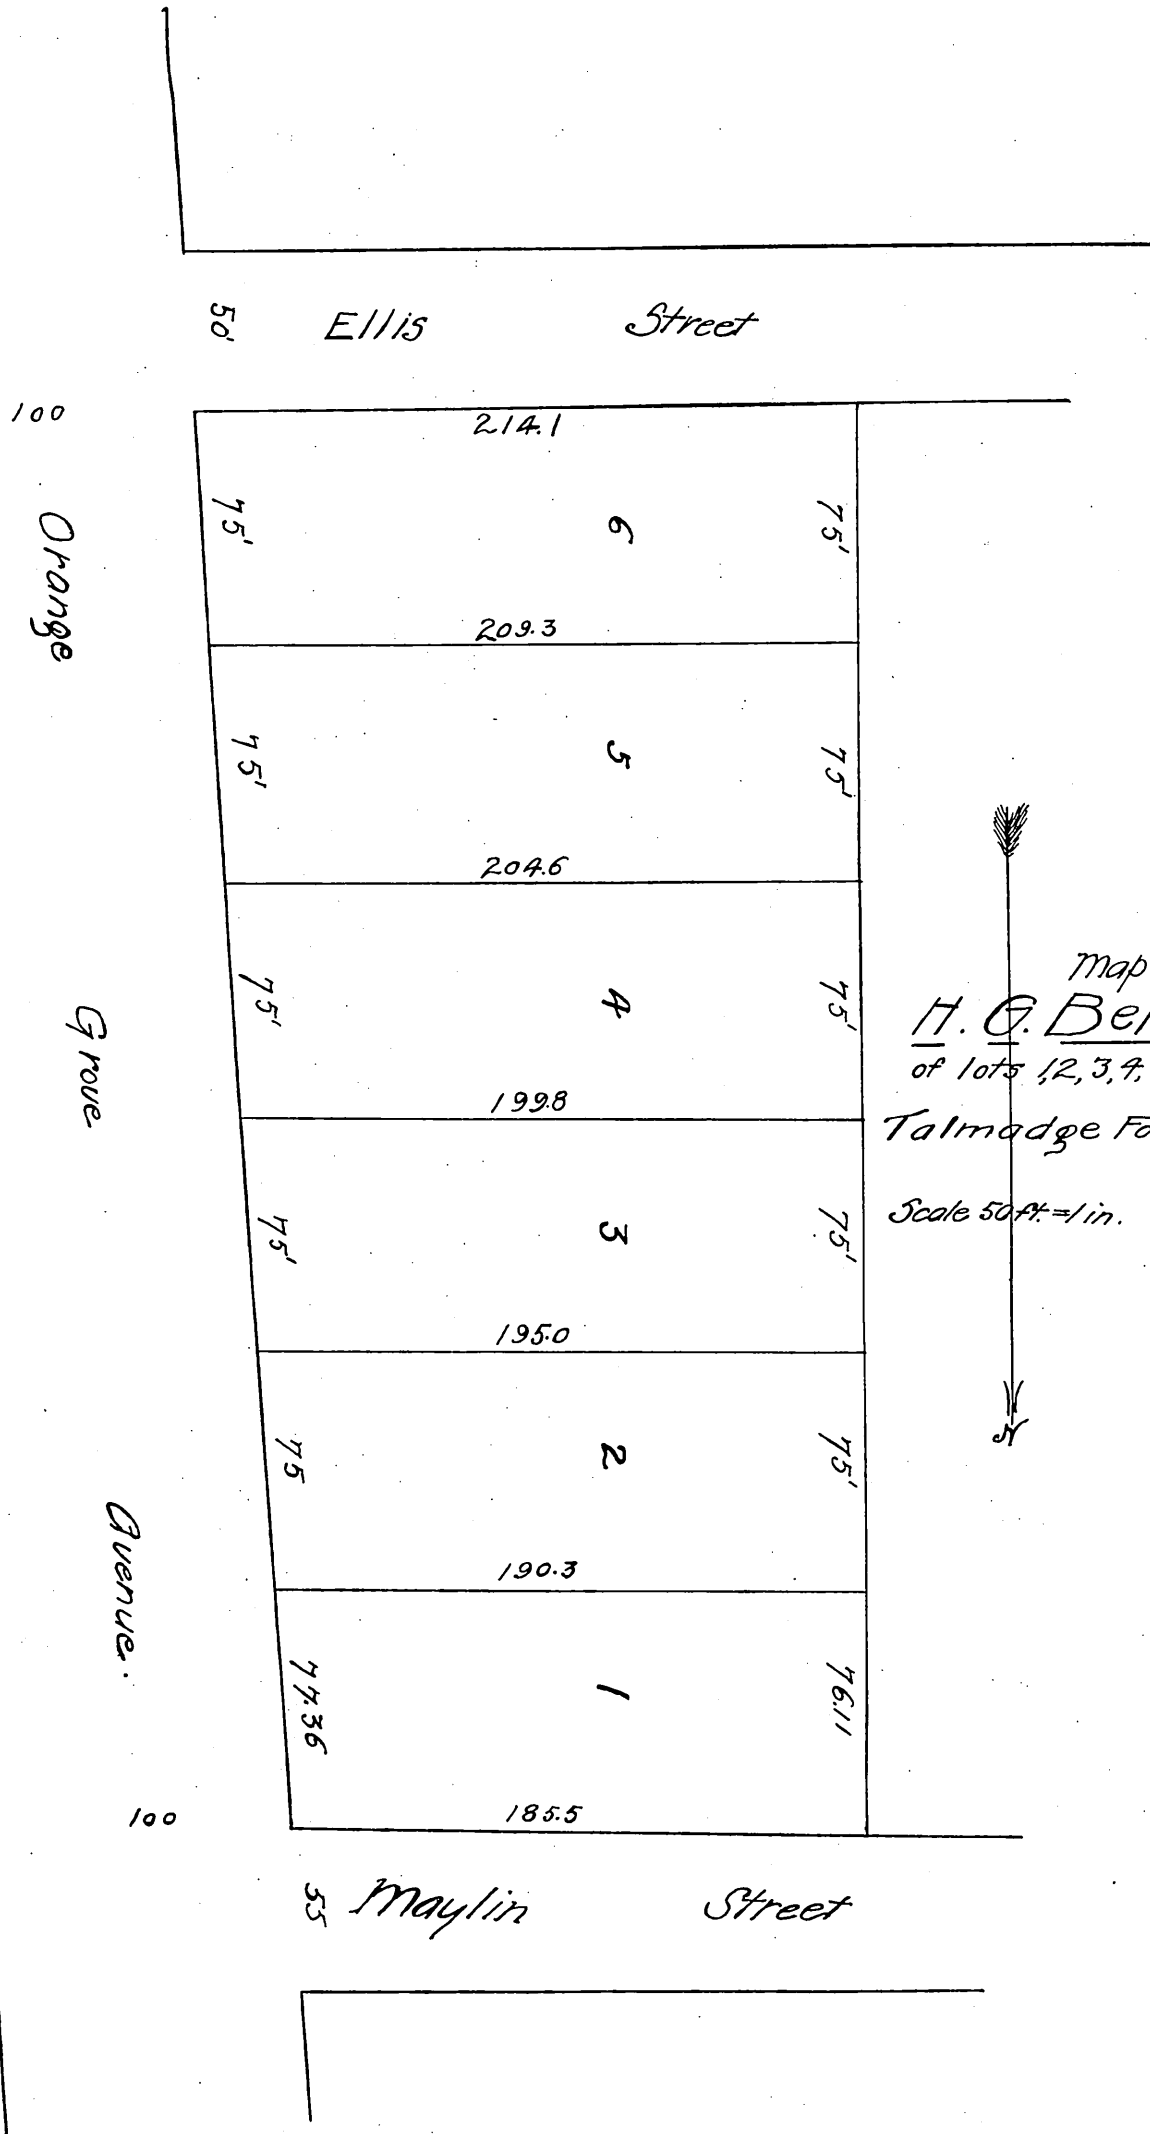 50' Ellis Street
100
214.1
75' 6 75'
Orange
209.3
75' 5 75'
204.6
75' 4 75'
Grove
Map
H. G. Be
of lots 1,2,3,4,
199.8
Talmadge
75' 3 75'
Scale 50 ft. = 1 in.
195.0
N
75 2 75'
Avenue.
190.3
77.36 1 76.11
100
185.5
55 Maylin Street